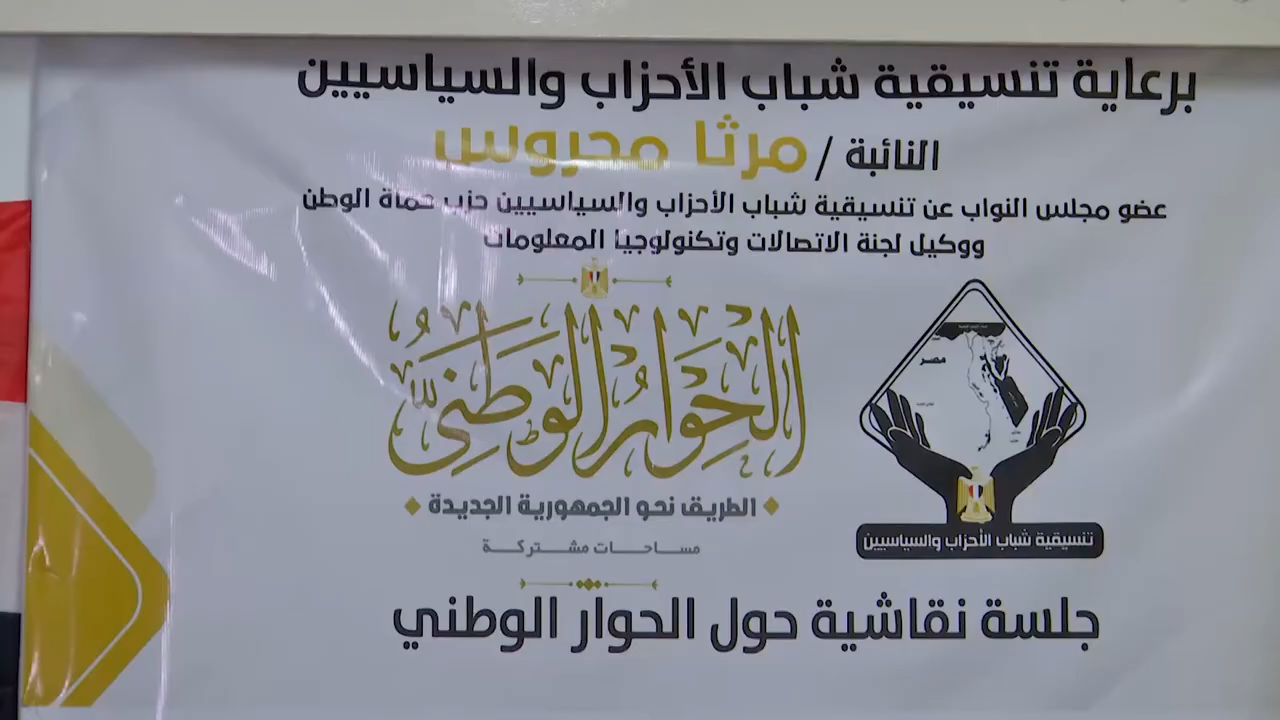 برعاية تنسيقية شباب الأحزاب والسياسيين
النائبة / مرثا محروس
عضو مجلس النواب عن تنسيقية شباب الأحزاب والسياسيين حزب حماة الوطن
ووكيل لجنة الاتصالات وتكنولوجيا المعلومات
الحوار الوطني
الطريق نحو الجمهورية الجديدة
مساحات مشتركة
مصر
تنسيقية شباب الأحزاب والسياسيين
جلسة نقاشية حول الحوار الوطني